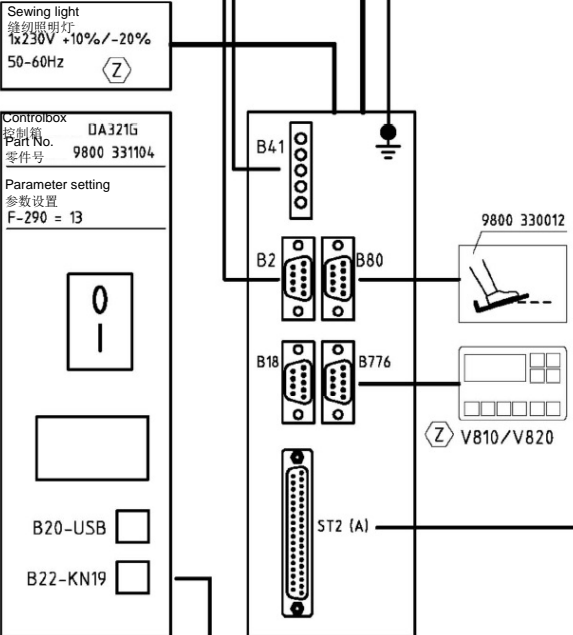 Sewing light
缝纫照明灯
1x230V +10%/-20%
50-60Hz
Z
Controlbox
控制箱
DA321G
Part No.
零件号
9800 331104
Parameter setting
参数设置
F-290 = 13
0
I
B20-USB
B22-KN19
B41
B2
B80
B18
B776
ST2 (A)
9800 330012
Z
V810/V820